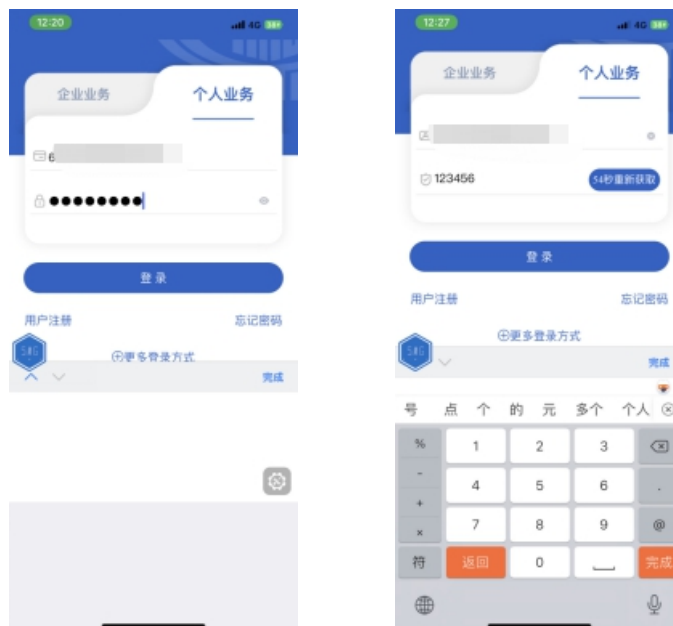 12:20
4G
企业业务
个人业务
6
登录
用户注册
忘记密码
SMG
⊕更多登录方式
完成
12:27
4G
企业业务
个人业务
123456
54秒重新获取
登录
用户注册
忘记密码
⊕更多登录方式
完成
号 点 个 的 元 多个 个人
% 1 2 3
- 4 5 6 .
+
× 7 8 9 @
符 返回 0 完成